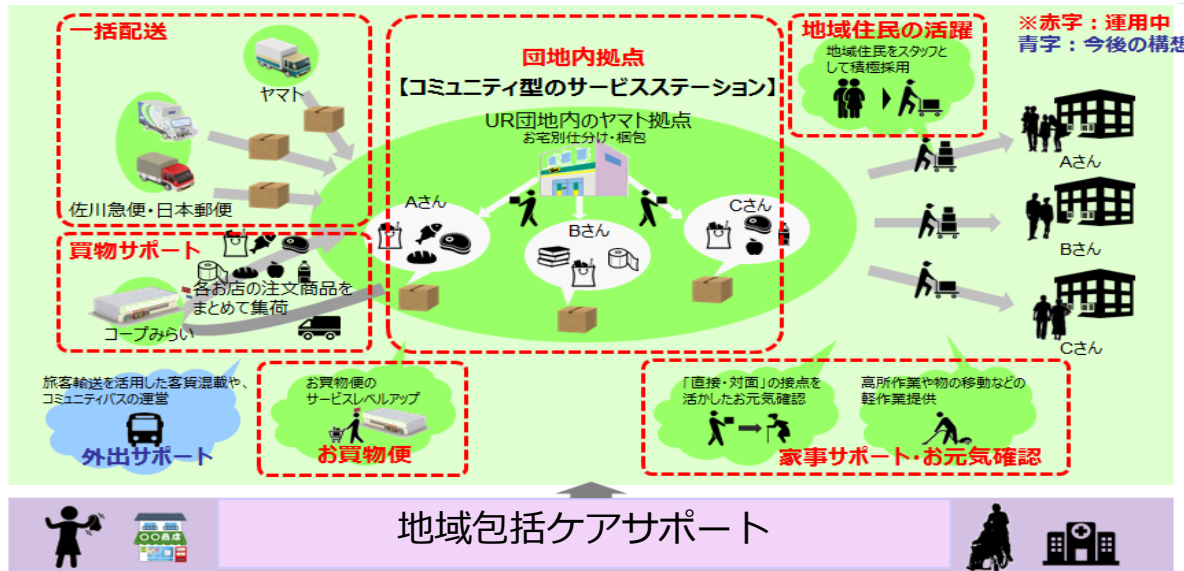 一括配送
ヤマト
佐川急便・日本郵便
買物サポート
各お店の注文商品を
まとめて集荷
コープみらい
団地内拠点
【コミュニティ型のサービスステーション】
UR団地内のヤマト拠点
お宅別仕分け・梱包
Aさん
Bさん
Cさん
地域住民の活躍
地域住民をスタッフと
して積極採用
※赤字：運用中
青字：今後の構想
Aさん
Bさん
Cさん
旅客輸送を活用した客貨混載や、
コミュニティバスの運営
外出サポート
お買物便の
サービスレベルアップ
お買物便
「直接・対面」の接点を
活かしたお元気確認
高所作業や物の移動などの
軽作業提供
家事サポート・お元気確認
地域包括ケアサポート
〇〇商店